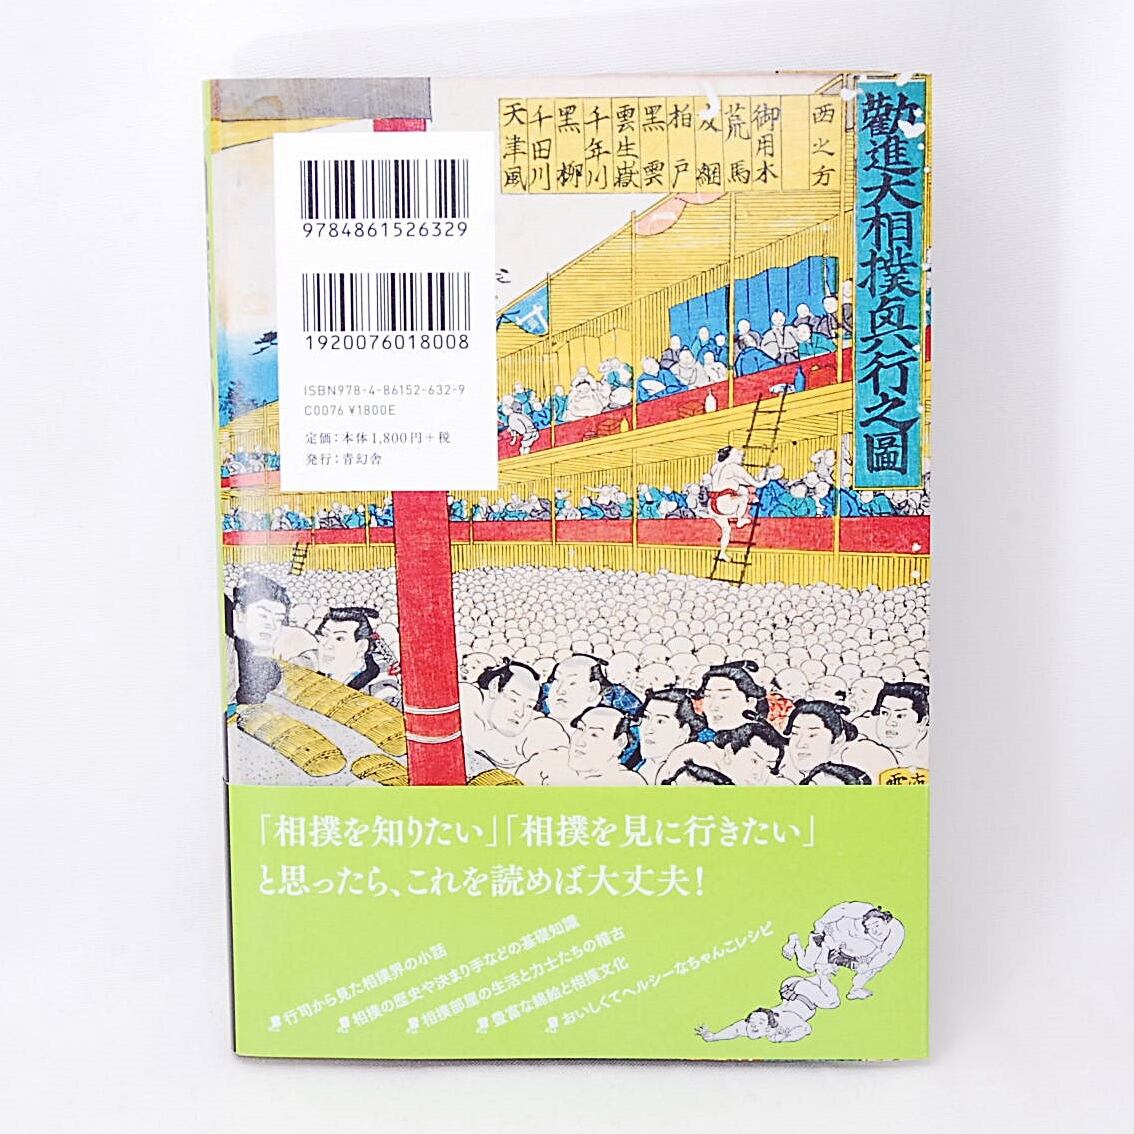 勸進大相撲興行之圖
西之方
御用木
荒馬
友綱
柏戸
黒雲
雲生嶽
千年川
黒柳
千田川
天津風
9784861526329
1920076018008
ISBN978-4-86152-632-9
C0076 ¥1800E
定価：本体1,800円＋税
発行：青幻舎
「相撲を知りたい」「相撲を見に行きたい」
と思ったら、これを読めば大丈夫！
行司から見た相撲界の小話
相撲の歴史や決まり手などの基礎知識
相撲部屋の生活と力士たちの稽古
豊富な錦絵と相撲文化
おいしくてヘルシーなちゃんこレシピ